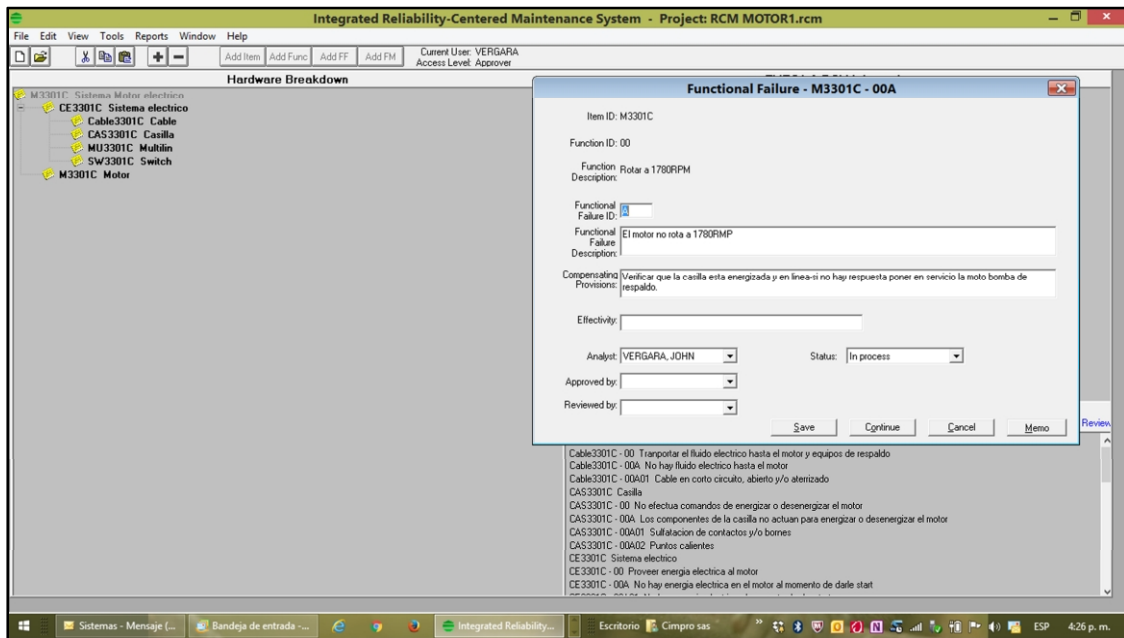 Integrated Reliability-Centered Maintenance System - Project: RCM MOTOR1.rcm
File Edit View Tools Reports Window Help
Add Item Add Func Add FF Add FM
Current User: VERGARA
Access Level: Approver
Hardware Breakdown
M3301C Sistema Motor electrico
CE3301C Sistema electrico
Cable3301C Cable
CAS3301C Casilla
MU3301C Multilin
SW3301C Switch
M3301C Motor
Functional Failure - M3301C - 00A
Item ID: M3301C
Function ID: 00
Function
Description: Rotar a 1780RPM
Functional
Failure ID: A
Functional
Failure
Description: El motor no rota a 1780RMP
Compensating
Provisions: Verificar que la casilla esta energizada y en linea-si no hay respuesta poner en servicio la moto bomba de
respaldo.
Effectivity:
Analyst: VERGARA, JOHN Status: In process
Approved by:
Reviewed by:
Save Continue Cancel Memo
Review
Cable3301C - 00 Tranportar el fluido electrico hasta el motor y equipos de respaldo
Cable3301C - 00A No hay fluido electrico hasta el motor
Cable3301C - 00A01 Cable en corto circuito, abierto y/o aterrizado
CAS3301C Casilla
CAS3301C - 00 No efectua comandos de energizar o desenergizar el motor
CAS3301C - 00A Los componentes de la casilla no actuan para energizar o desenergizar el motor
CAS3301C - 00A01 Sulfatacion de contactos y/o bornes
CAS3301C - 00A02 Puntos calientes
CE3301C Sistema electrico
CE3301C - 00 Proveer energia electrica al motor
CE3301C - 00A No hay energia electrica en el motor al momento de darle start
Sistemas - Mensaje (... Bandeja de entrada -... Integrated Reliability... Escritorio Cimpro sas ESP 4:26 p. m.